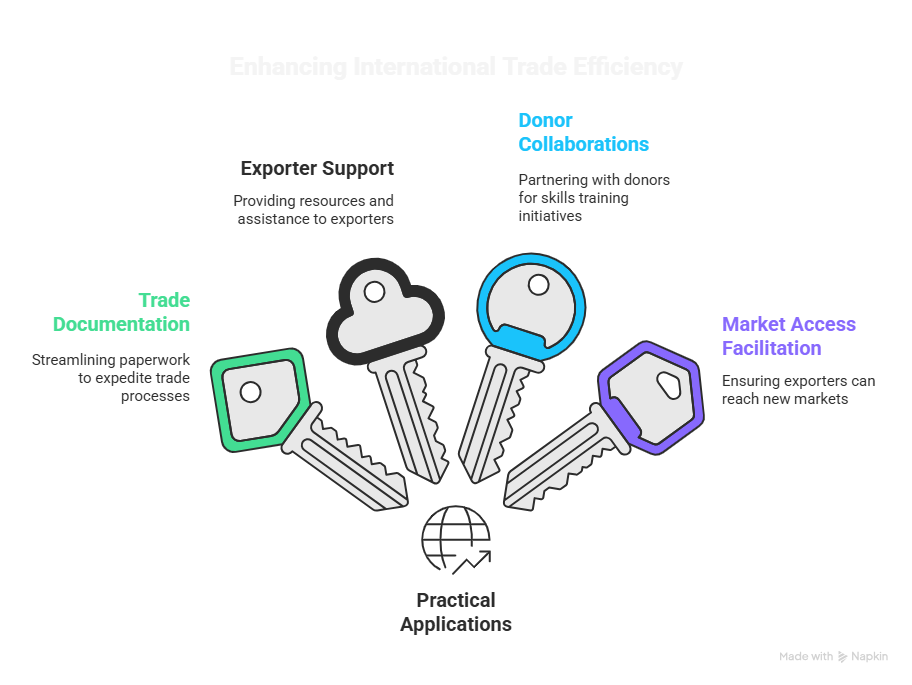 Enhancing International Trade Efficiency
Donor
Collaborations
Partnering with donors
for skills training
initiatives
Exporter Support
Providing resources and
assistance to exporters
Trade
Documentation
Streamlining paperwork
to expedite trade
processes
Market Access
Facilitation
Ensuring exporters can
reach new markets
Practical
Applications
Made with Napkin